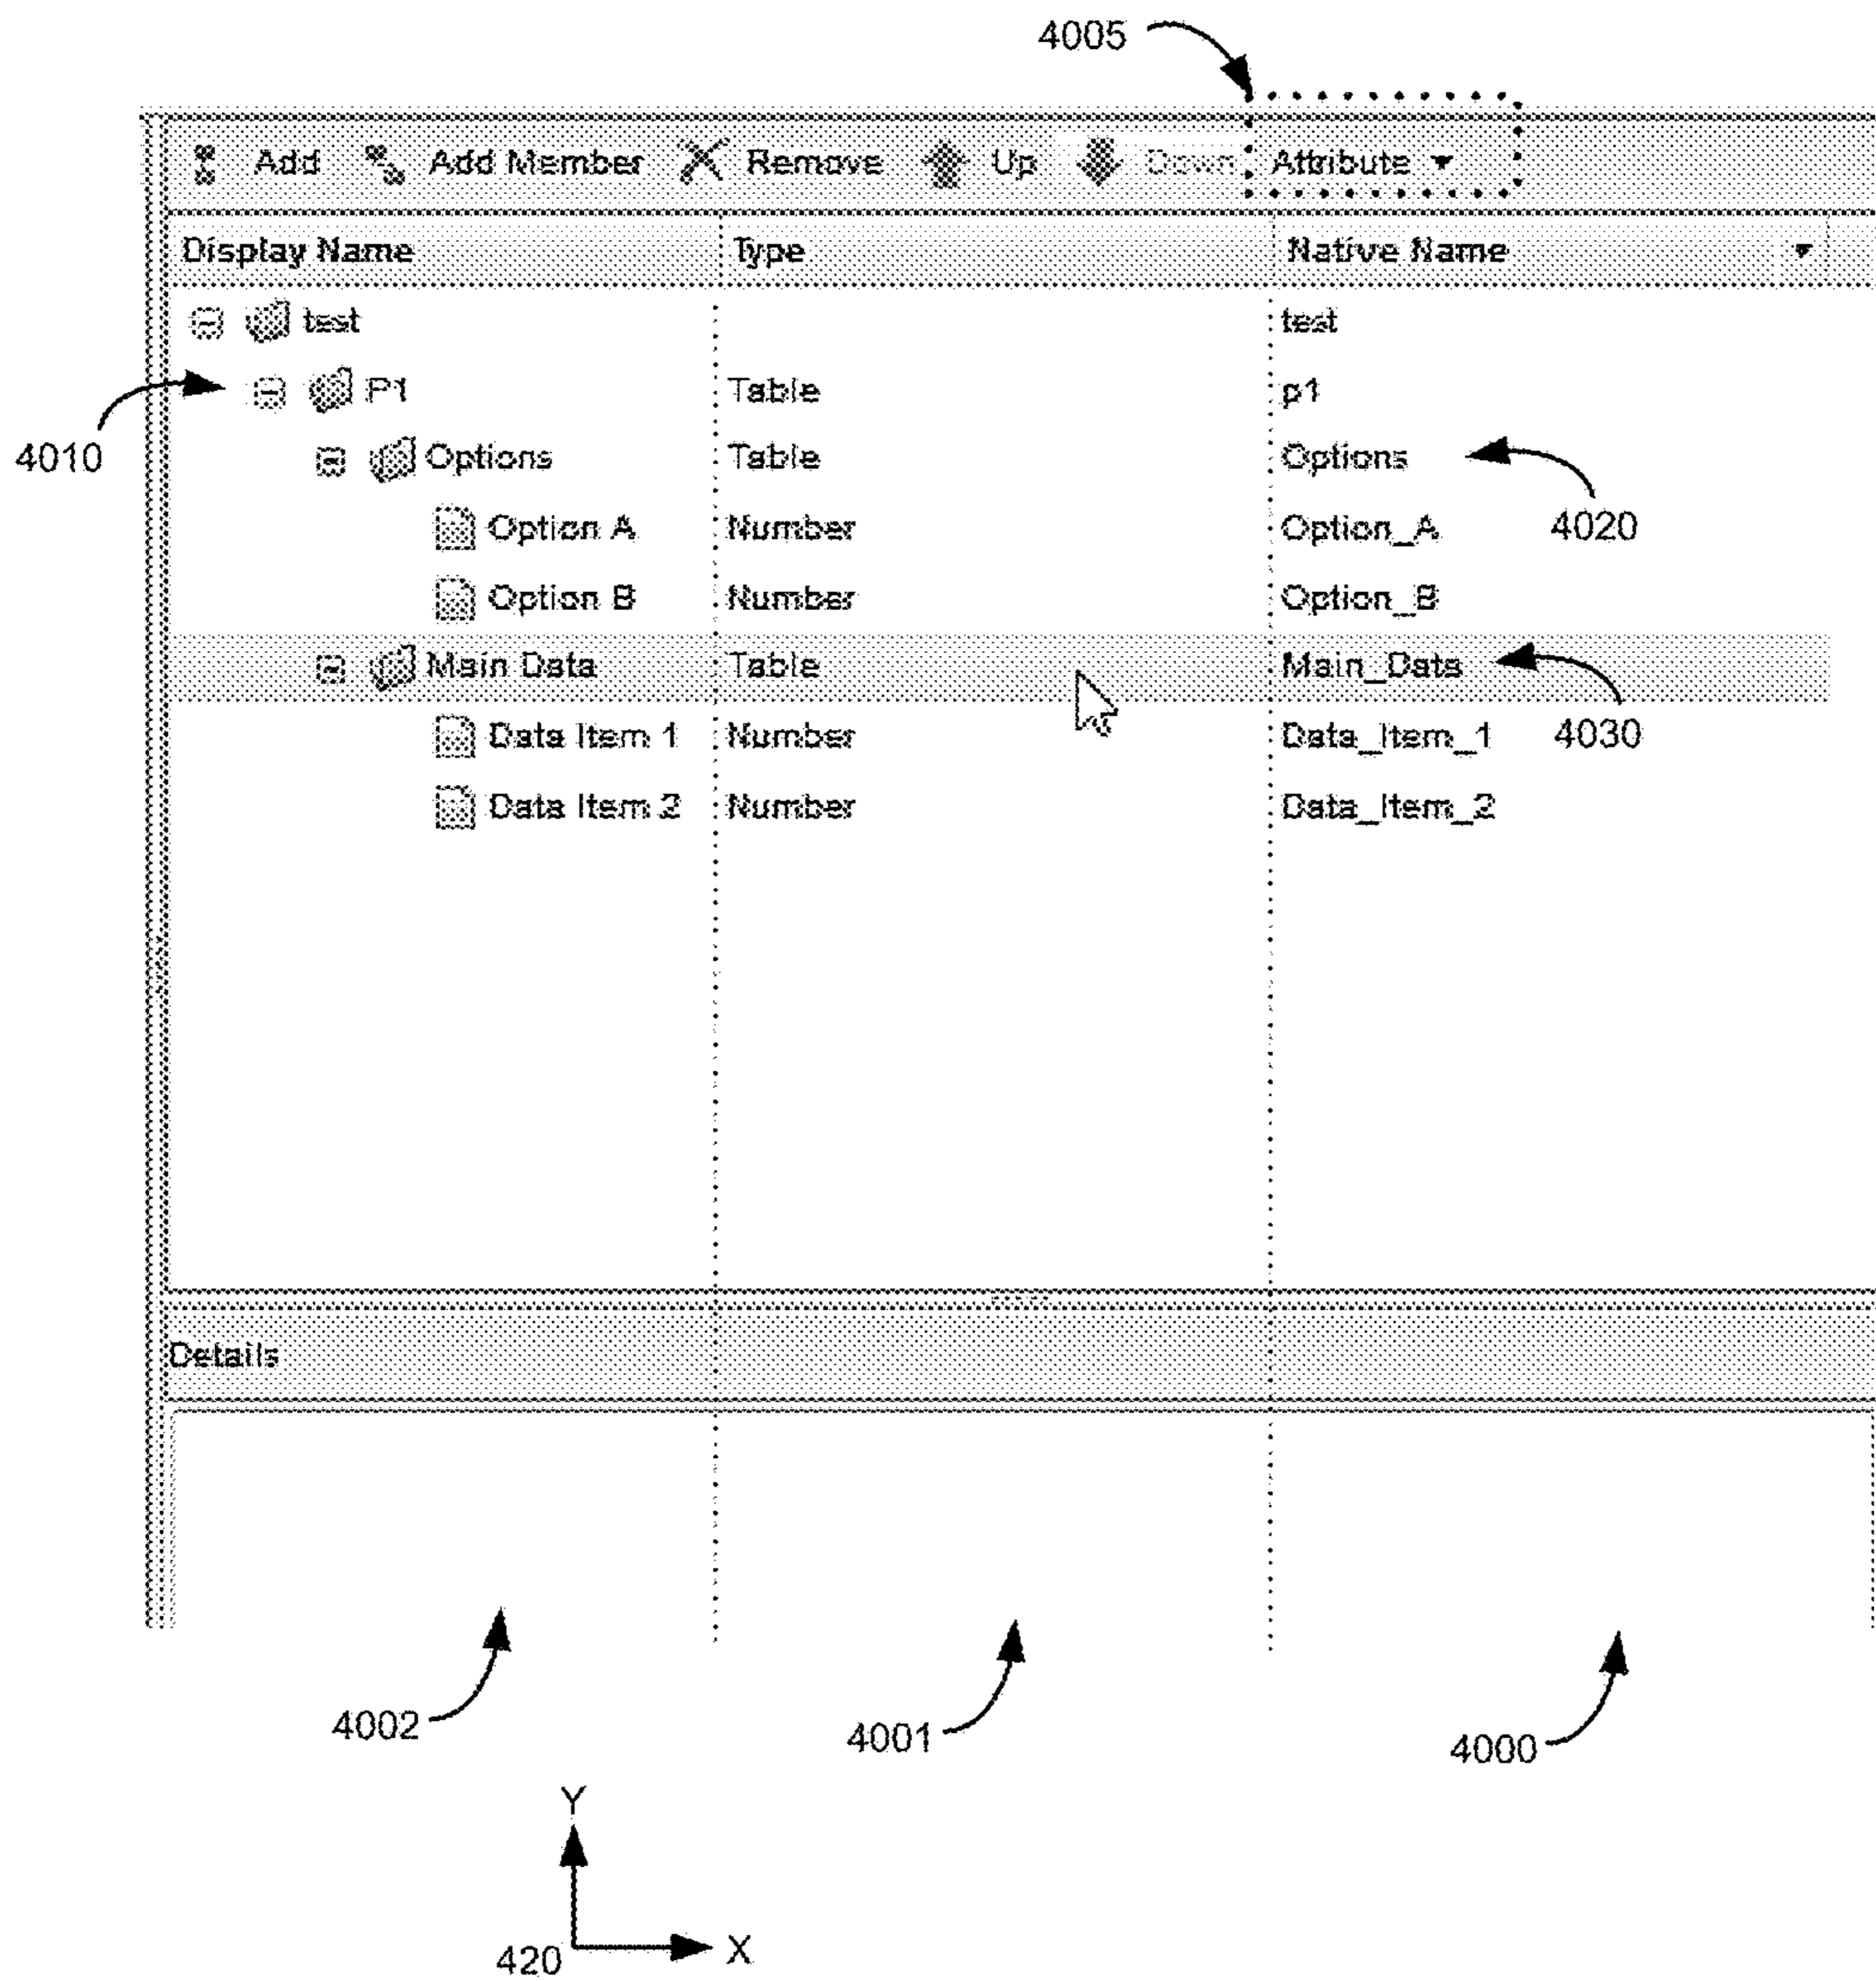 4005
Add Add Member Remove Up Down Attribute
Display Name Type Native Name
test test
P1 Table p1
4010
Options Table Options
4020
Option A Number Option_A
Option B Number Option_B
Main Data Table Main_Data
4030
Data Item 1 Number Data_Item_1
Data Item 2 Number Data_Item_2
Details
4002 4001 4000
Y
420 X